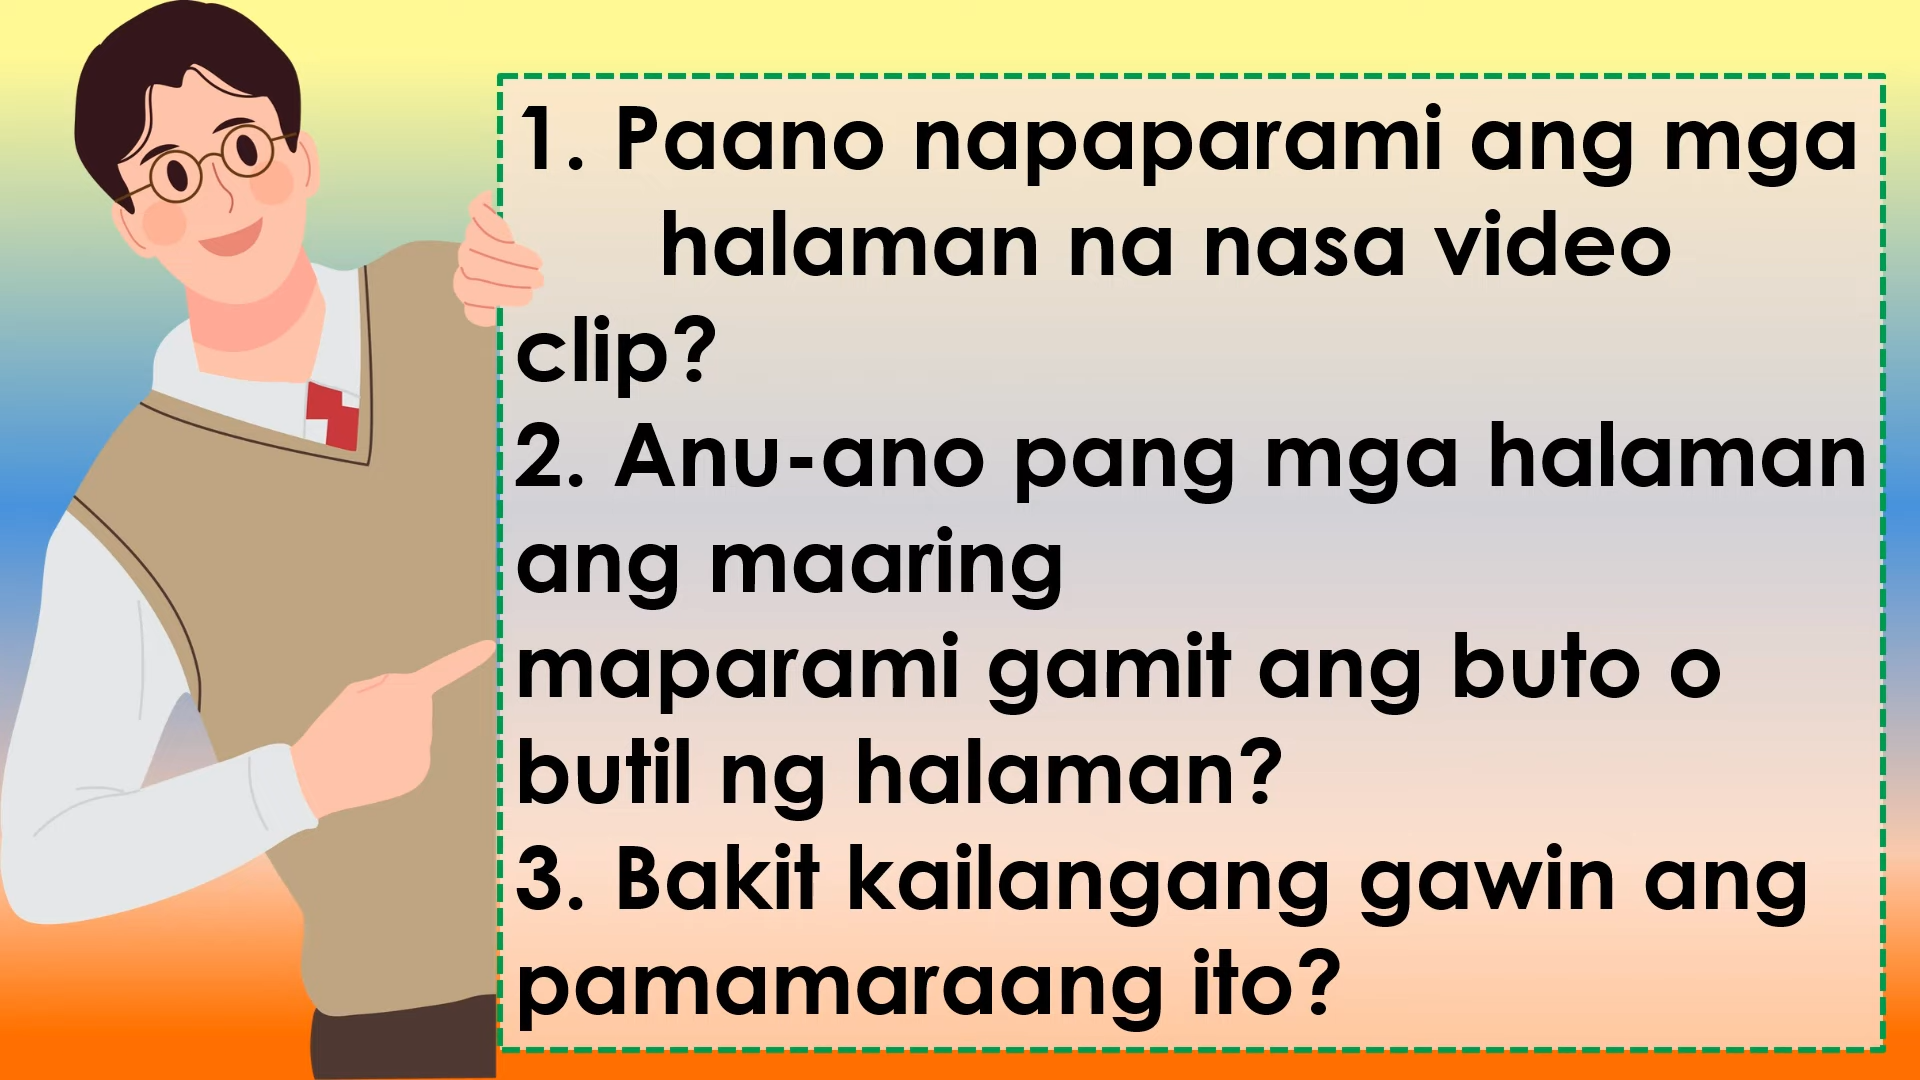 1. Paano napaparami ang mga
halaman na nasa video
clip?
2. Anu-ano pang mga halaman
ang maaring
maparami gamit ang buto o
butil ng halaman?
3. Bakit kailangang gawin ang
pamamaraang ito?